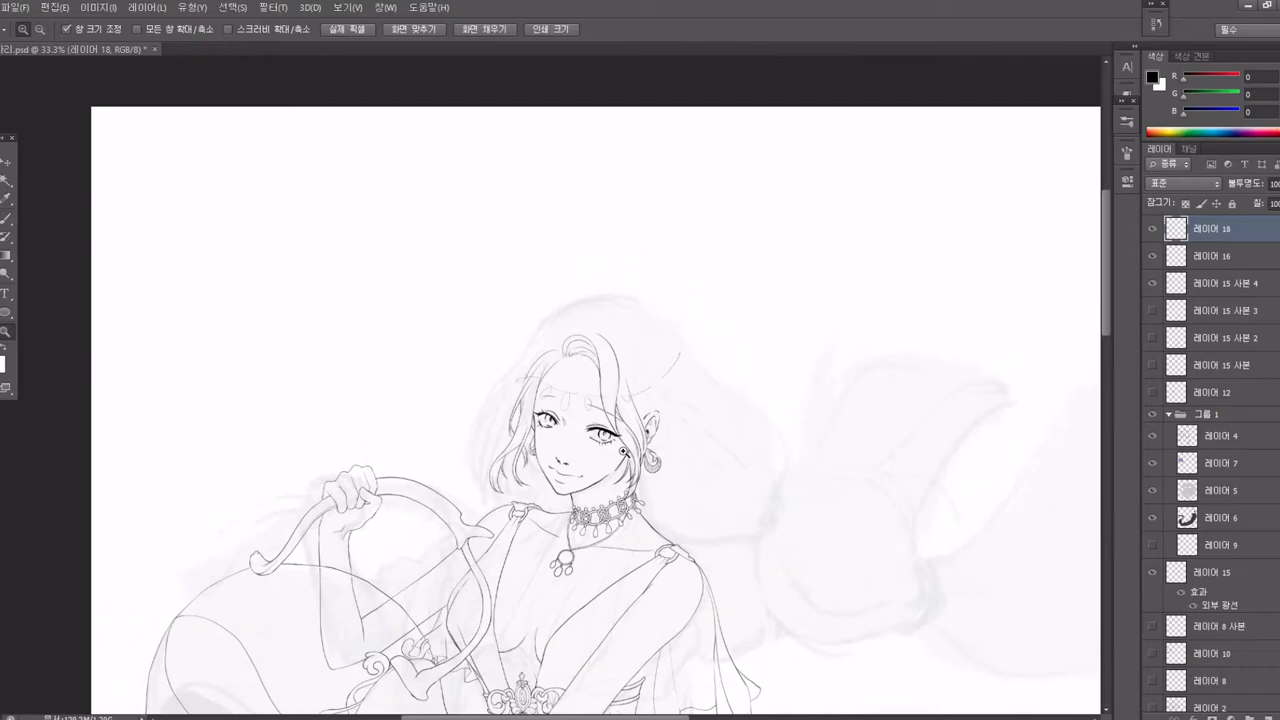 파일(F) 편집(E) 이미지(I) 레이어(L) 유형(Y) 선택(S) 필터(T) 3D(D) 보기(V) 창(W) 도움말(H)
창 크기 조정 모든 창 확대/축소 스크러비 확대/축소 실제 픽셀 화면 맞추기 화면 채우기 인쇄 크기 필수
리.psd @ 33.3% (레이어 18, RGB/8) *
색상 색상 견본
R 0
G 0
B 0
레이어 채널
종류
표준 불투명도: 100
잠그기: 칠: 100
레이어 18
레이어 16
레이어 15 사본 4
레이어 15 사본 3
레이어 15 사본 2
레이어 15 사본
레이어 12
그룹 1
레이어 4
레이어 7
레이어 5
레이어 6
레이어 9
레이어 15
효과
외부 광선
레이어 8 사본
레이어 10
레이어 8
레이어 2